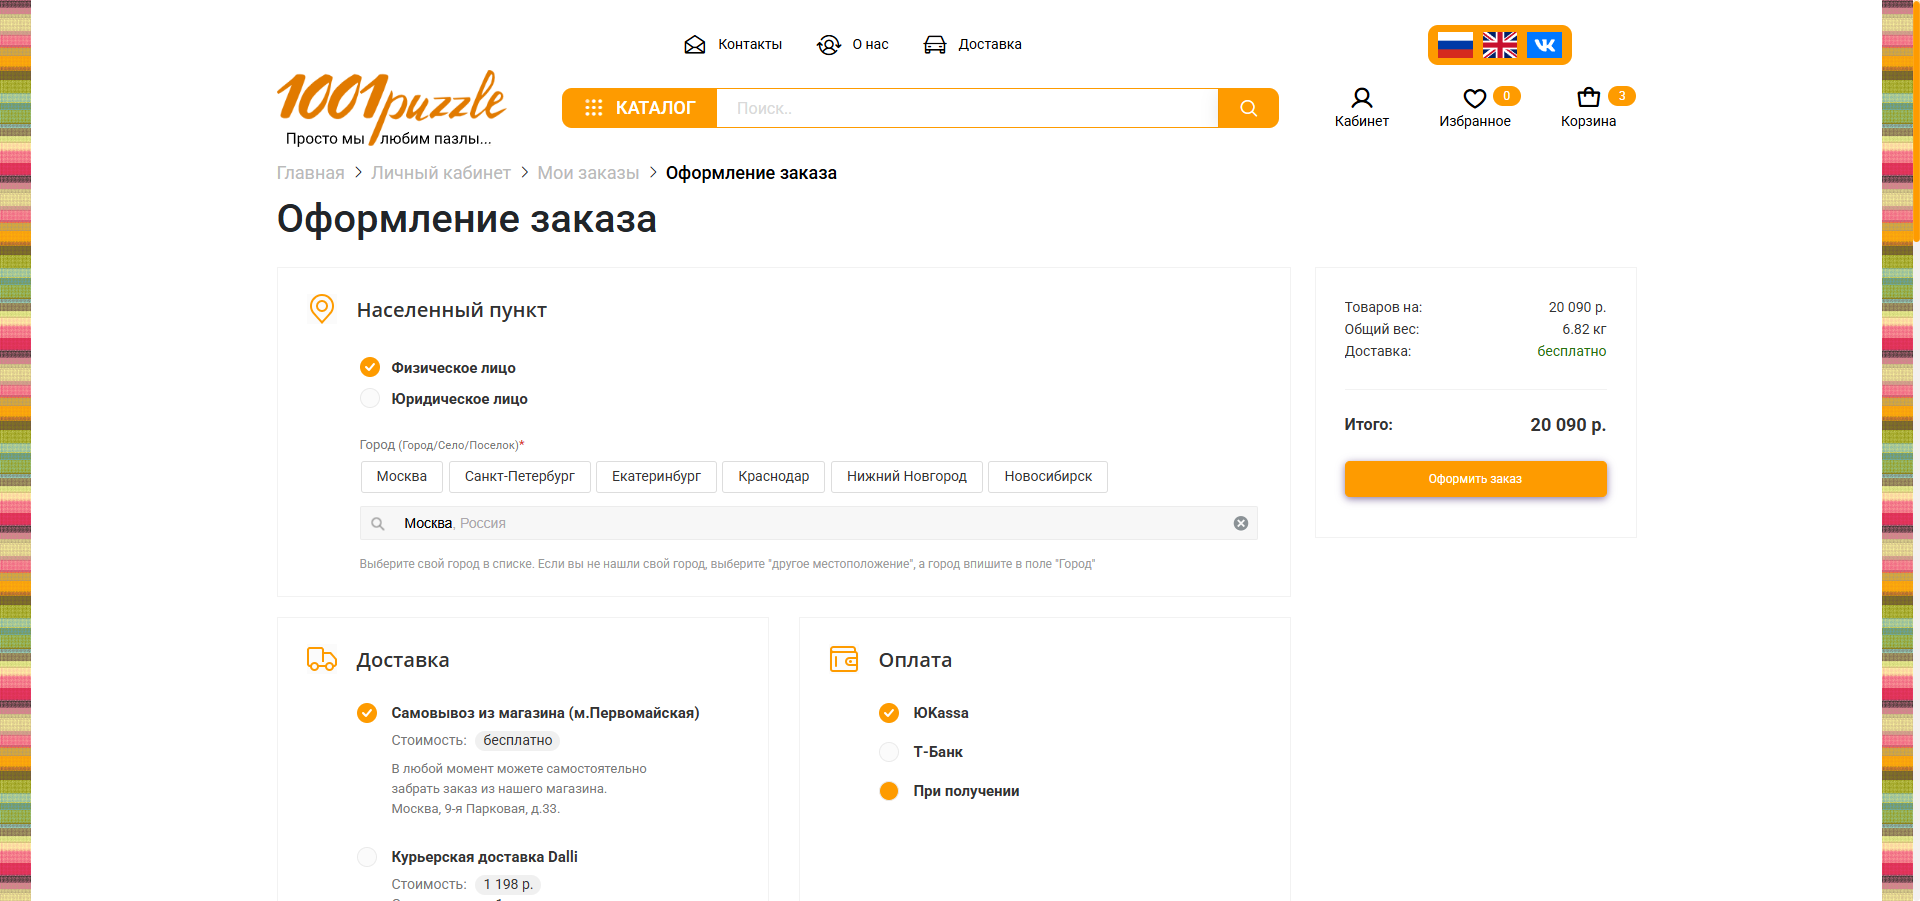 Контакты
О нас
Доставка
1001puzzle
Просто мы любим пазлы...
КАТАЛОГ
Поиск..
Кабинет
Избранное
0
Корзина
3
Главная > Личный кабинет > Мои заказы > Оформление заказа
Оформление заказа
Населенный пункт
Физическое лицо
Юридическое лицо
Город (Город/Село/Поселок)*
Москва
Санкт-Петербург
Екатеринбург
Краснодар
Нижний Новгород
Новосибирск
Москва, Россия
Выберите свой город в списке. Если вы не нашли свой город, выберите "другое местоположение", а город впишите в поле "Город"
Товаров на: 20 090 р.
Общий вес: 6.82 кг
Доставка: бесплатно
Итого: 20 090 р.
Оформить заказ
Доставка
Самовывоз из магазина (м.Первомайская)
Стоимость: бесплатно
В любой момент можете самостоятельно
забрать заказ из нашего магазина.
Москва, 9-я Парковая, д.33.
Курьерская доставка Dalli
Стоимость: 1 198 р.
Оплата
ЮKassa
Т-Банк
При получении